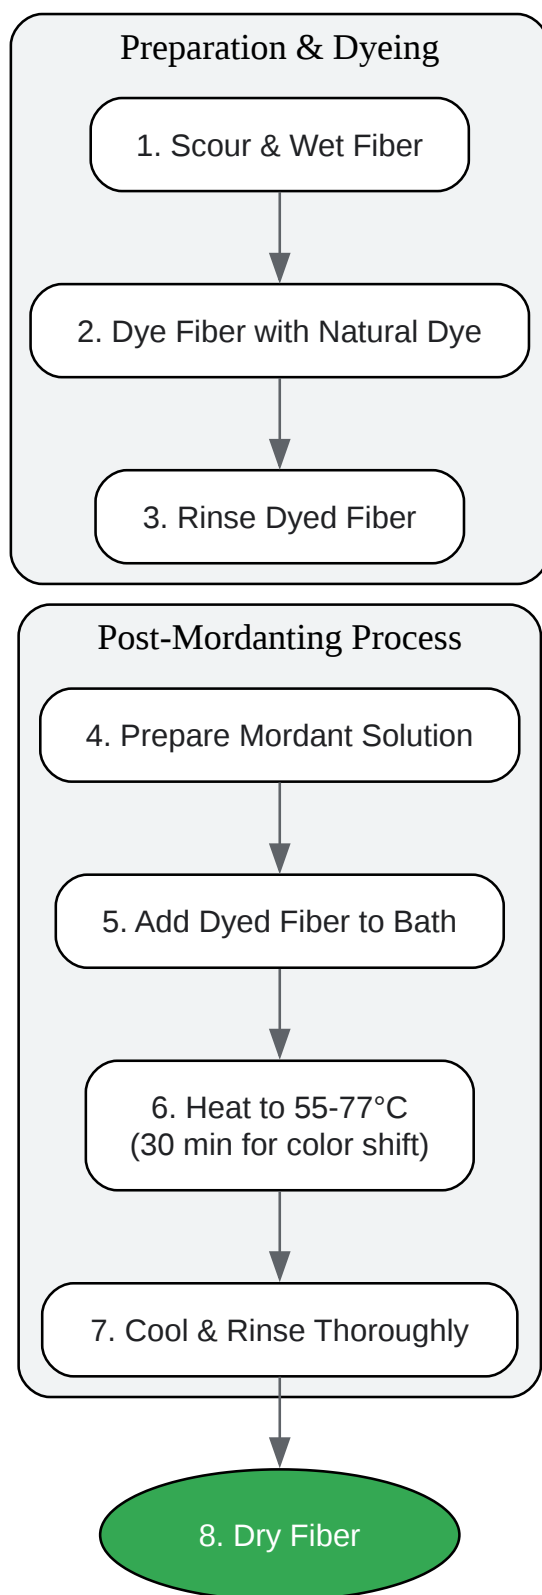 Preparation & Dyeing
1. Scour & Wet Fiber
2. Dye Fiber with Natural Dye
3. Rinse Dyed Fiber
Post-Mordanting Process
4. Prepare Mordant Solution
5. Add Dyed Fiber to Bath
6. Heat to 55-77°C
(30 min for color shift)
7. Cool & Rinse Thoroughly
8. Dry Fiber